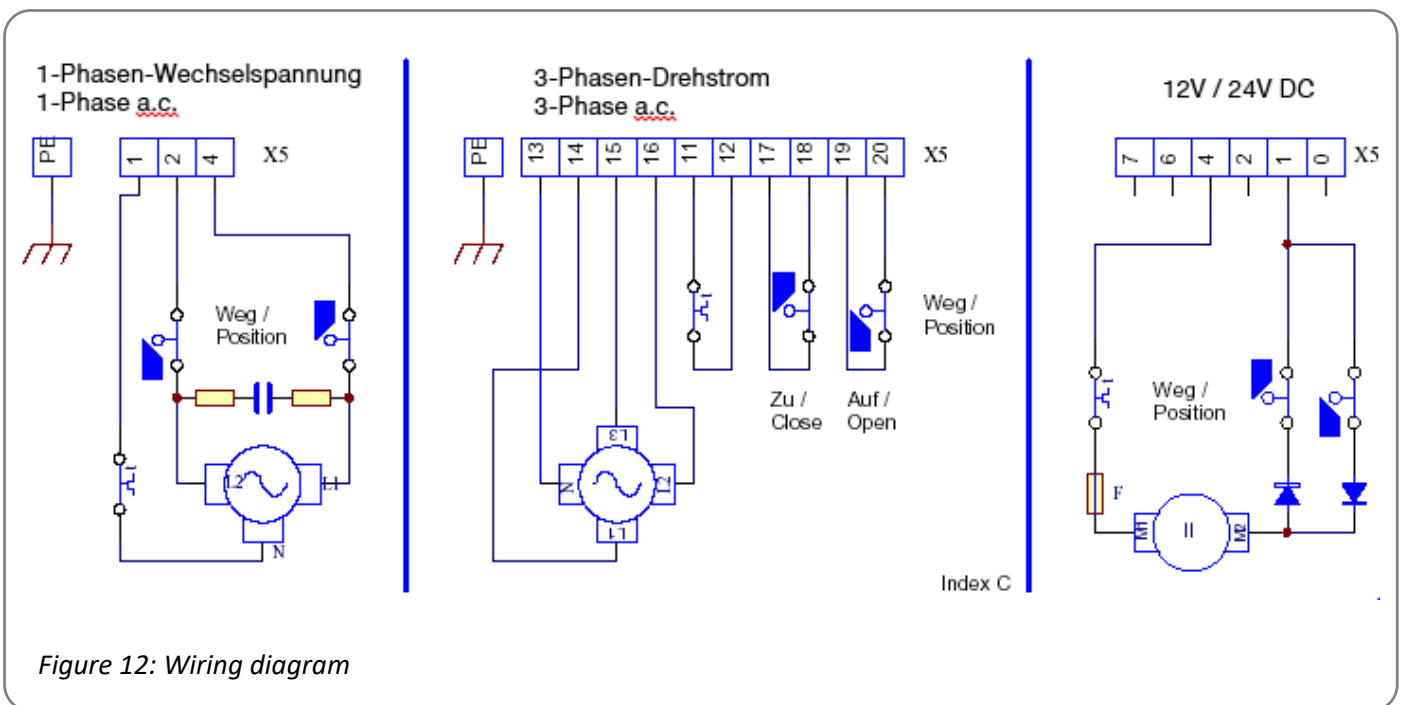 1-Phasen-Wechselspannung
1-Phase a.c.
PE
1 2 4 X5
Weg /
Position
L2 L1
N
3-Phasen-Drehstrom
3-Phase a.c.
PE
13 14 15 16 11 12 17 18 19 20 X5
Weg /
Position
Zu /
Close
Auf /
Open
L3
N L2
L1
Index C
12V / 24V DC
7 6 4 2 1 0 X5
Weg /
Position
F
M1 II M2
Figure 12: Wiring diagram